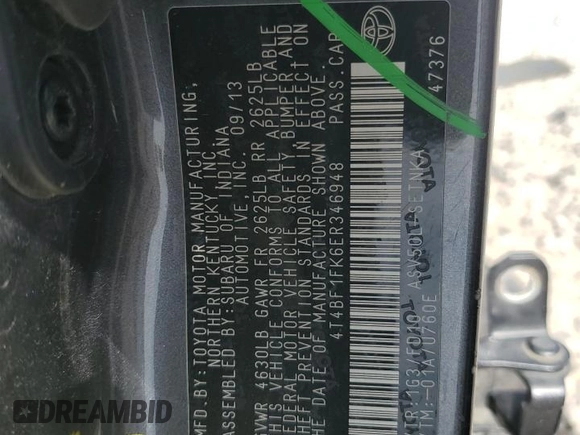 MFD.BY:TOYOTA MOTOR MANUFACTURING,
NORTHERN KENTUCKY INC.
ASSEMBLED BY:SUBARU OF INDIANA
AUTOMOTIVE, INC. 09/13
GVWR 4630LB GAWR FR 2625LB RR 2625LB
THIS VEHICLE CONFORMS TO ALL APPLICABLE
FEDERAL MOTOR VEHICLE SAFETY, BUMPER AND
THEFT PREVENTION STANDARDS IN EFFECT ON
THE DATE OF MANUFACTURE SHOWN ABOVE.
4T4BF1FK6ER346948 PASS.CAR
47376
DREAMBID